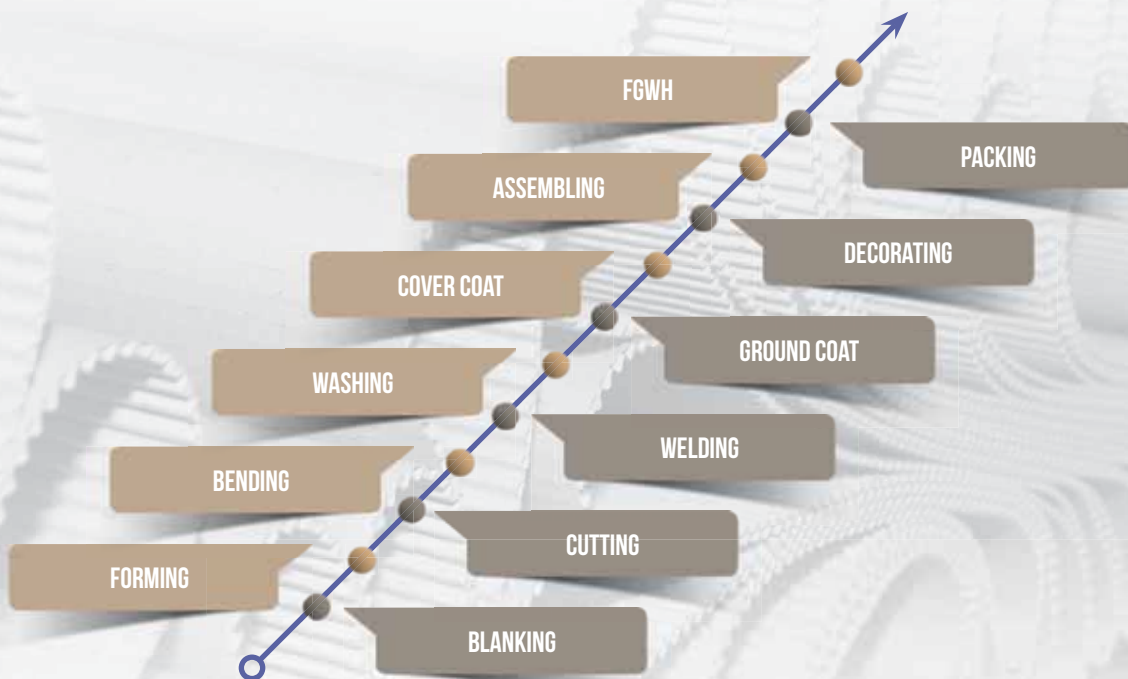 FGWH
PACKING
ASSEMBLING
DECORATING
COVER COAT
GROUND COAT
WASHING
WELDING
BENDING
CUTTING
FORMING
BLANKING